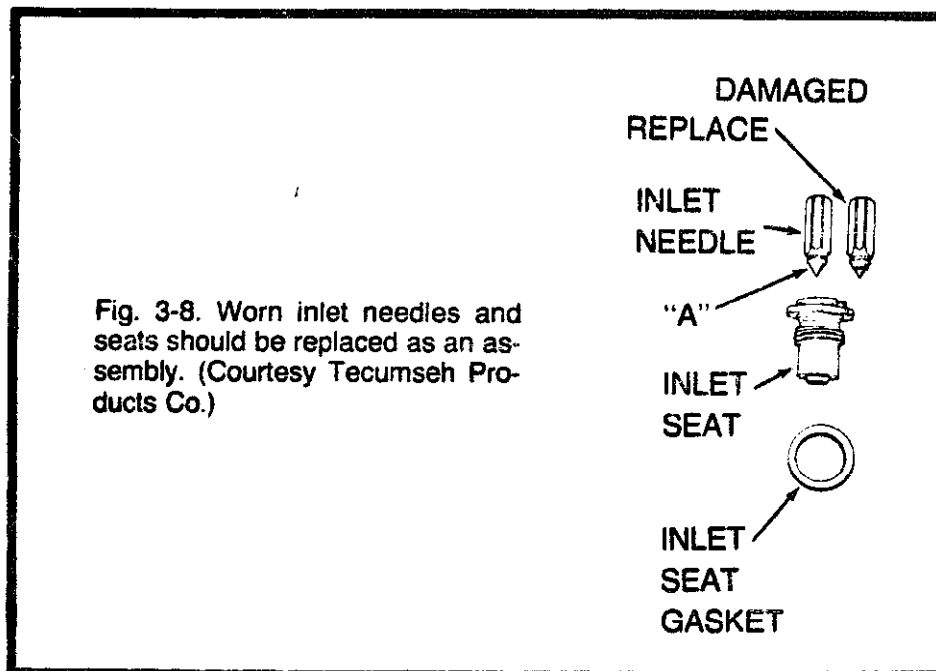 Fig. 3-8. Worn inlet needles and
seats should be replaced as an as-
sembly. (Courtesy Tecumseh Pro-
ducts Co.)
DAMAGED
REPLACE
INLET
NEEDLE
"A"
INLET
SEAT
INLET
SEAT
GASKET